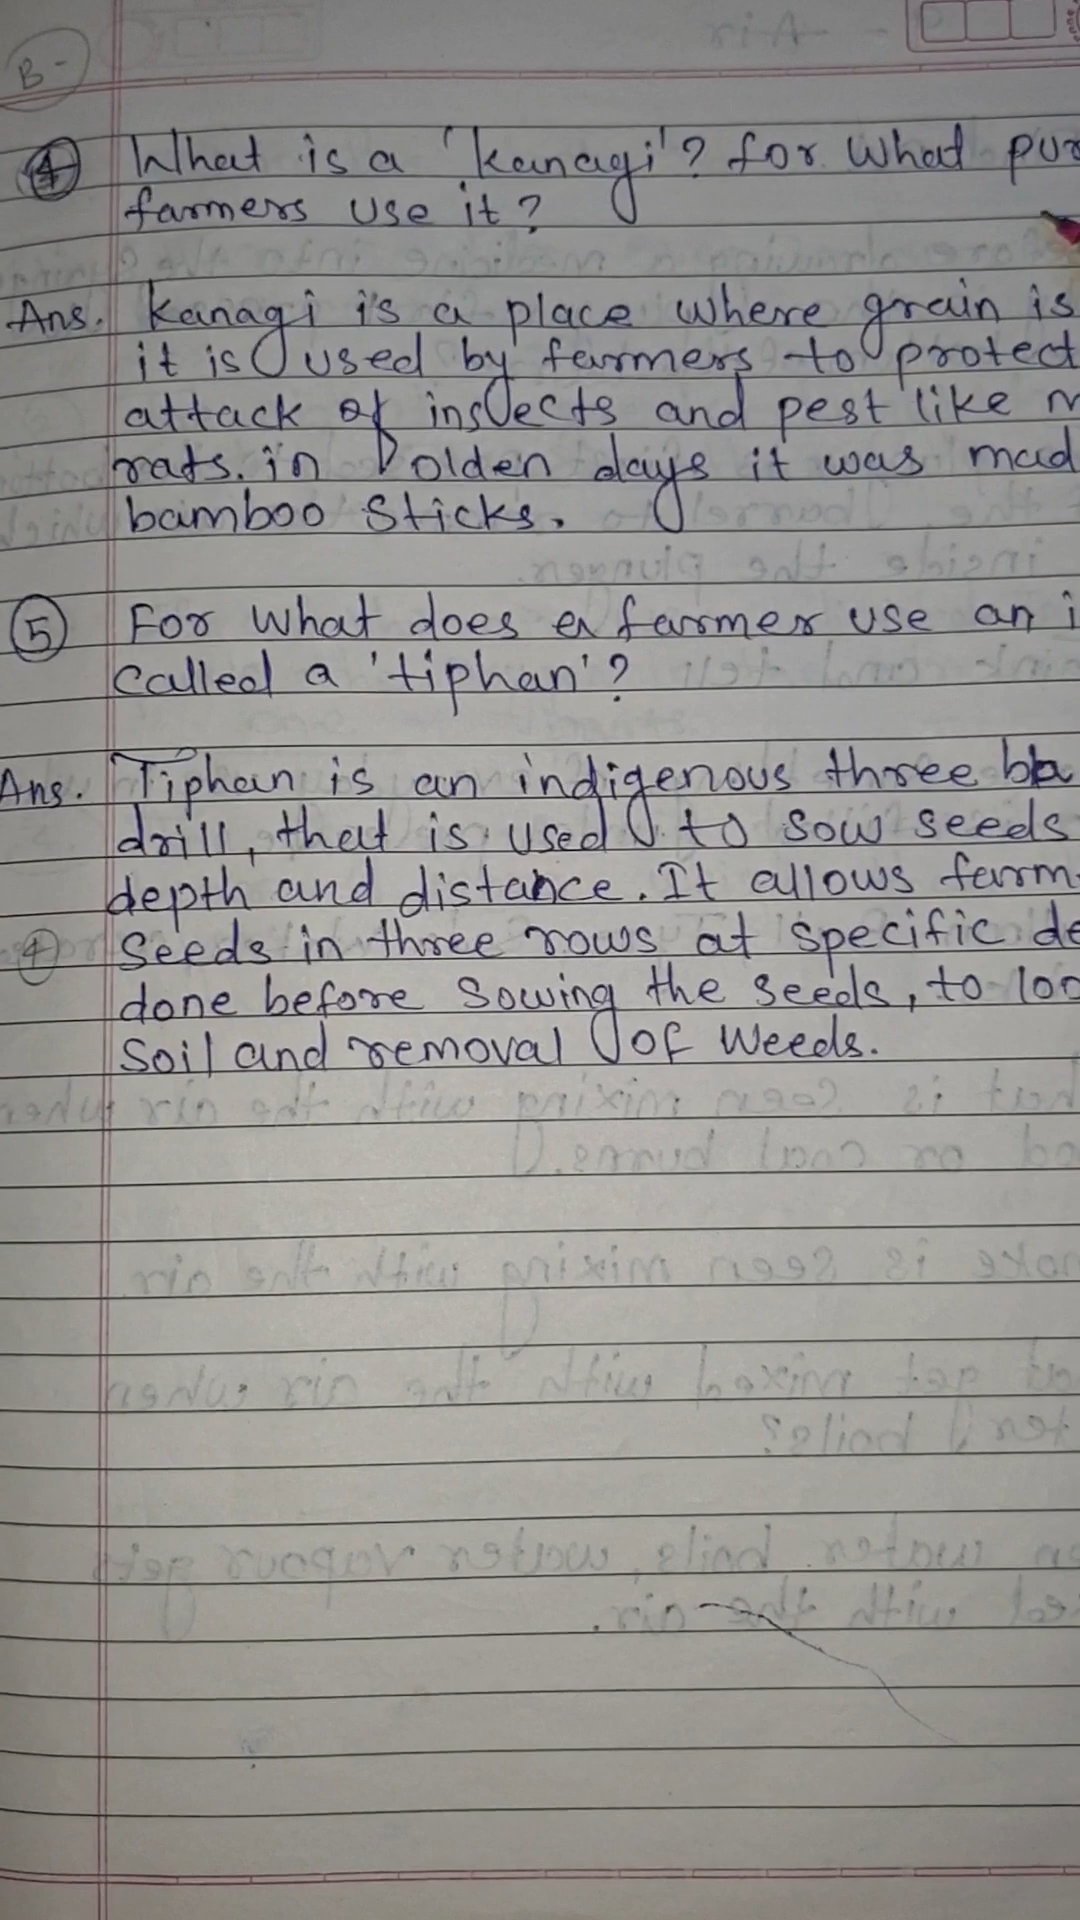 B-
④ What is a 'kanagi'? for what pur
farmers use it?
Ans. kanagi is a place where grain is
it is used by farmers to protect
attack of insects and pest like m
rats. in olden days it was mad
bamboo sticks.
⑤ For what does a farmer use an i
called a 'tiphan'?
Ans. Tiphan is an indigenous three bla
drill, that is used to sow seeds
depth and distance. It allows farm
④ Seeds in three rows at specific de
done before sowing the seeds, to loo
soil and removal of weeds.